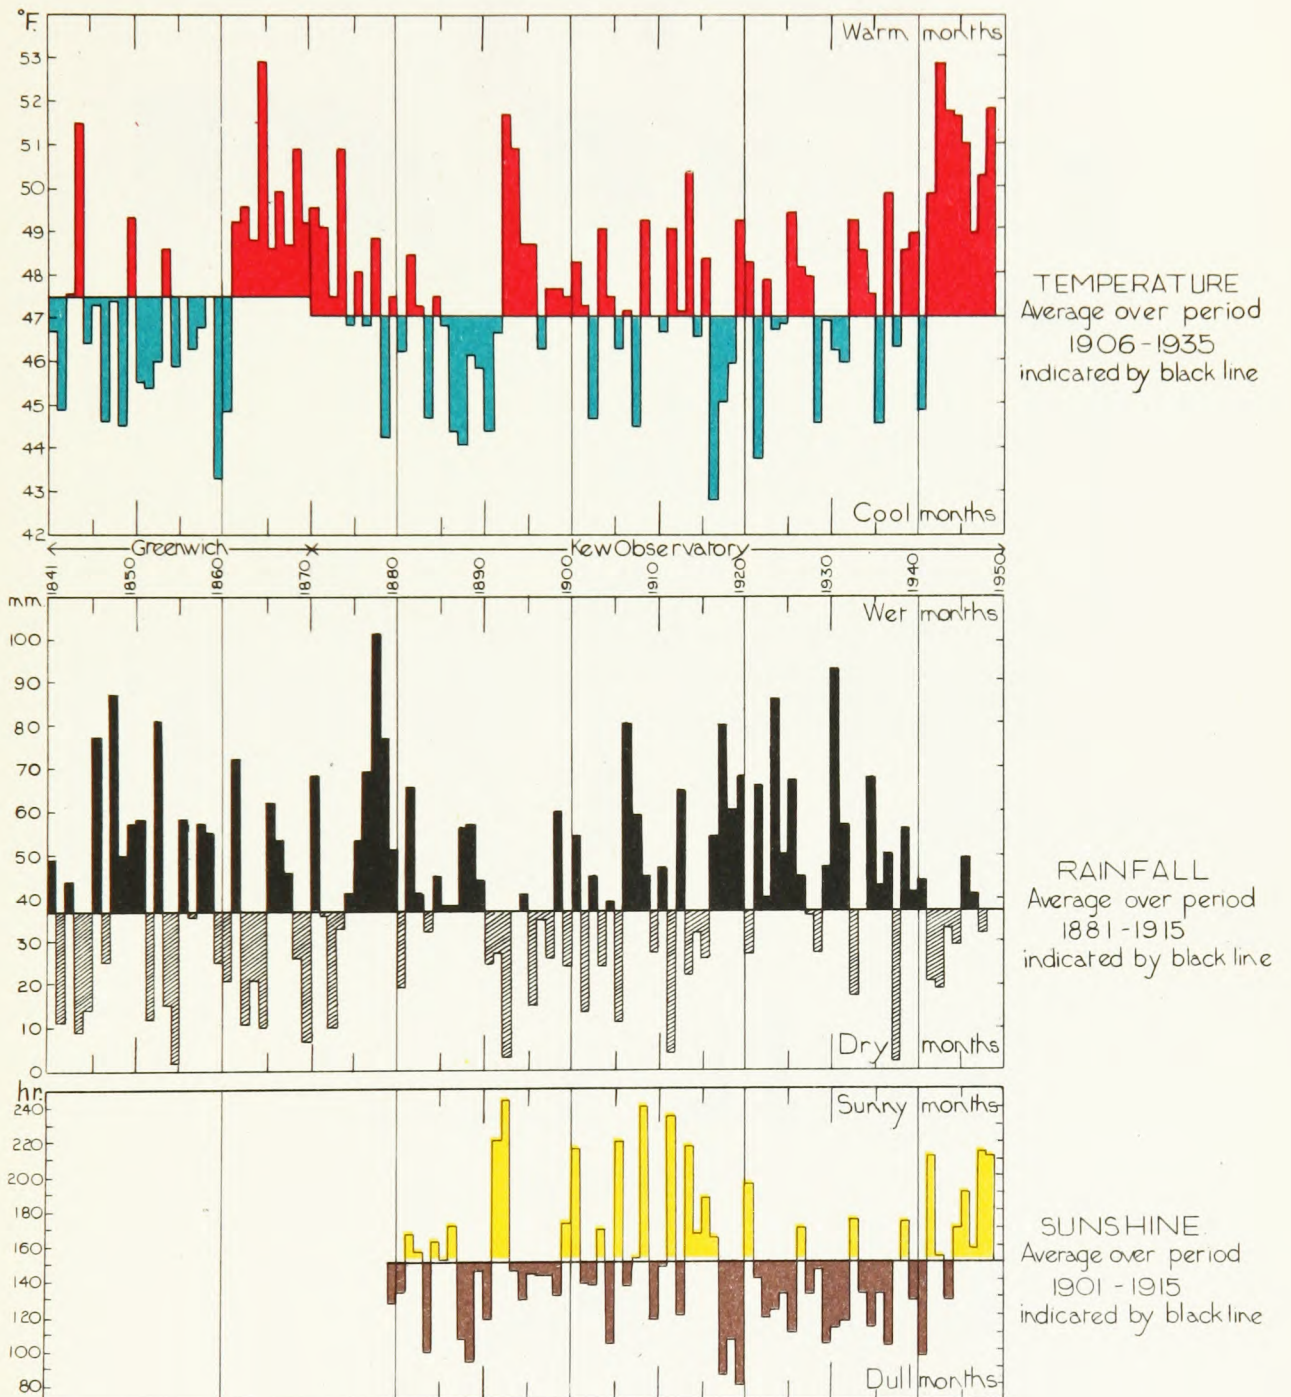 °F.
Warm months
53
52
51
50
49
48
47
46
45
44
43
42
Cool months
TEMPERATURE
Average over period
1906-1935
indicated by black line
Greenwich
Kew Observatory
1841
1850
1860
1870
1880
1890
1900
1910
1920
1930
1940
1950
mm
Wet months
100
90
80
70
60
50
40
30
20
10
0
Dry months
RAINFALL
Average over period
1881-1915
indicated by black line
hr.
Sunny months
240
220
200
180
160
140
120
100
80
Dull months
SUNSHINE.
Average over period
1901-1915
indicated by black line